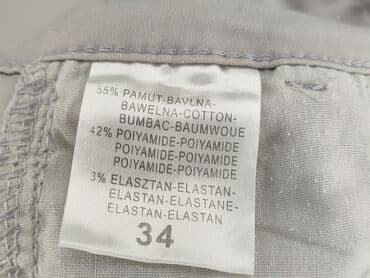 55% PAMUT-BAVLNA-
BAWELNA-COTTON-
BUMBAC-BAUMWOUE
42% POIYAMIDE-POIYAMIDE
POIYAMIDE-POIYAMIDE
POIYAMIDE-POIYAMIDE
3% ELASZTAN-ELASTAN-
ELASTAN-ELASTANE-
ELASTAN-ELASTAN
34